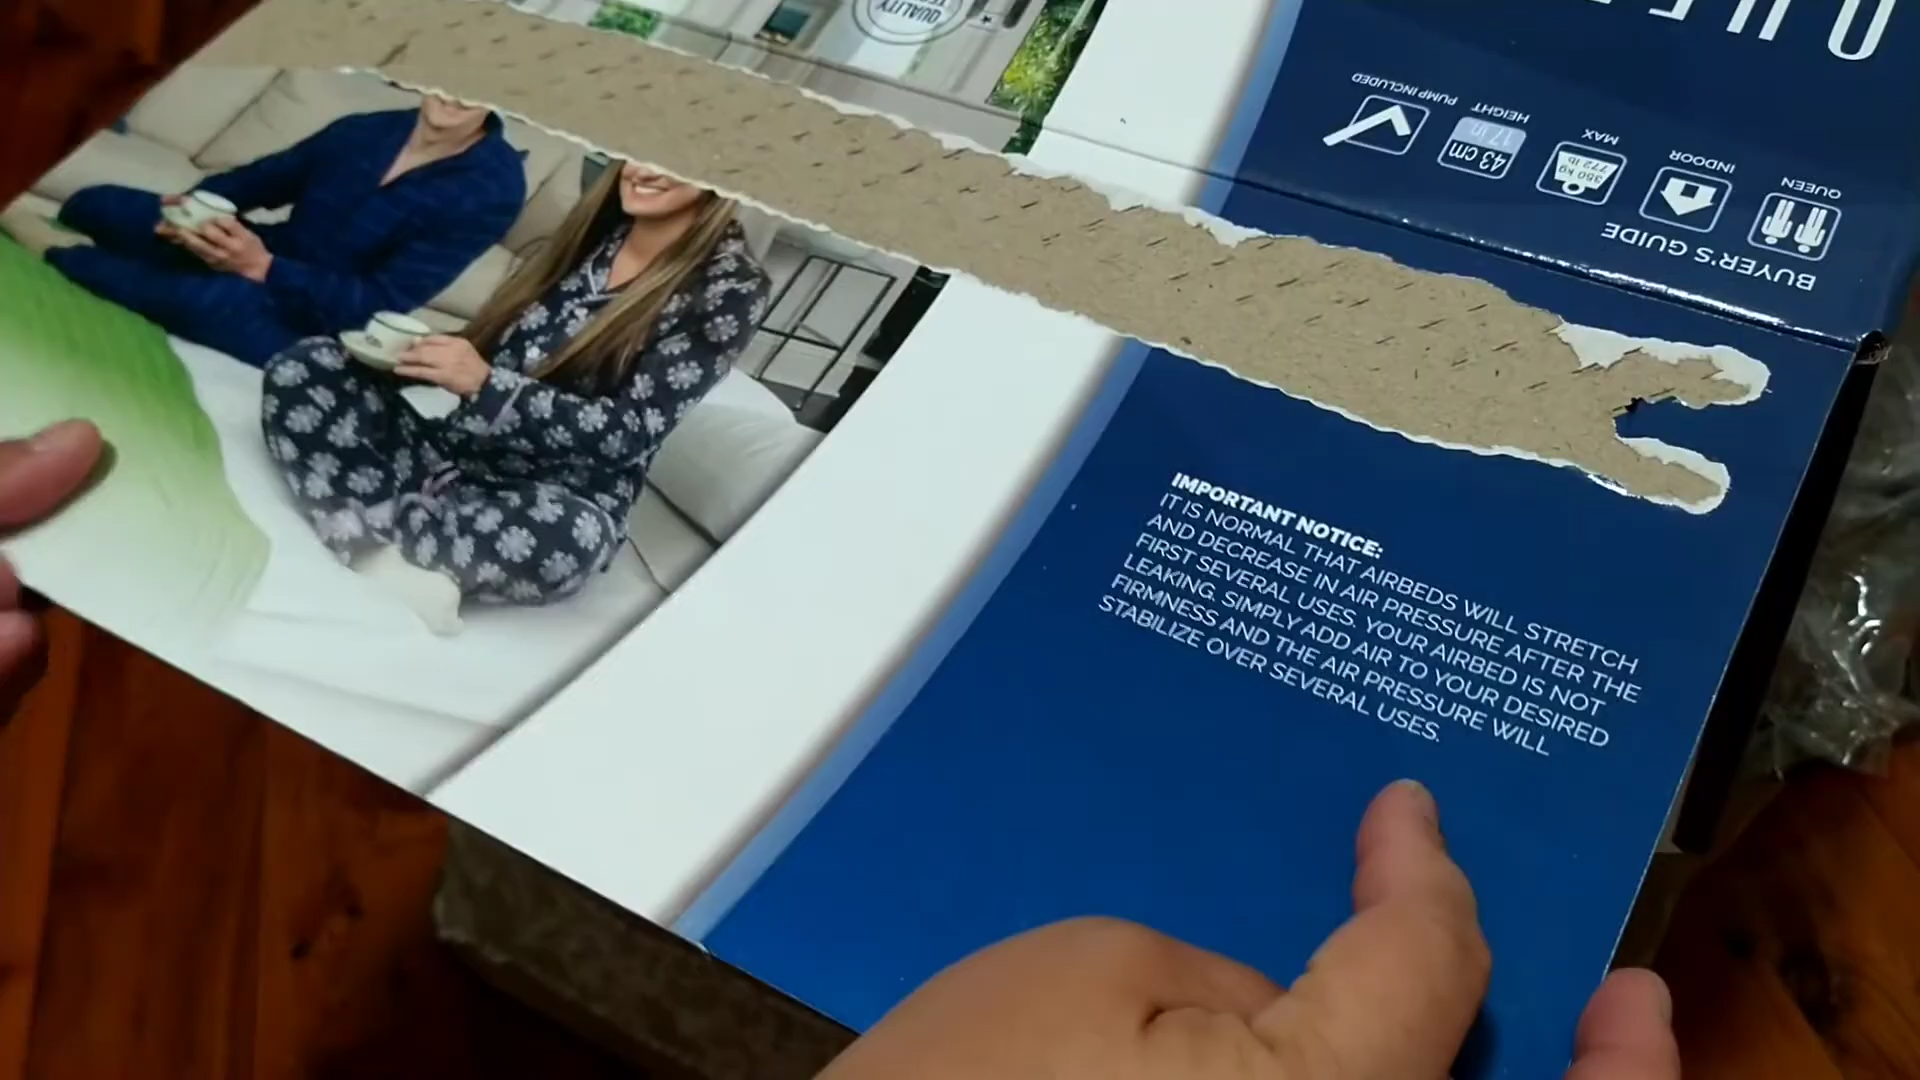 QUALITY
PUMP INCLUDED
43 cm
17 in
HEIGHT
350 kg
772 lb
MAX
INDOOR
QUEEN
BUYER'S GUIDE
IMPORTANT NOTICE:
IT IS NORMAL THAT AIRBEDS WILL STRETCH
AND DECREASE IN AIR PRESSURE AFTER THE
FIRST SEVERAL USES. YOUR AIRBED IS NOT
LEAKING. SIMPLY ADD AIR TO YOUR DESIRED
FIRMNESS AND THE AIR PRESSURE WILL
STABILIZE OVER SEVERAL USES.